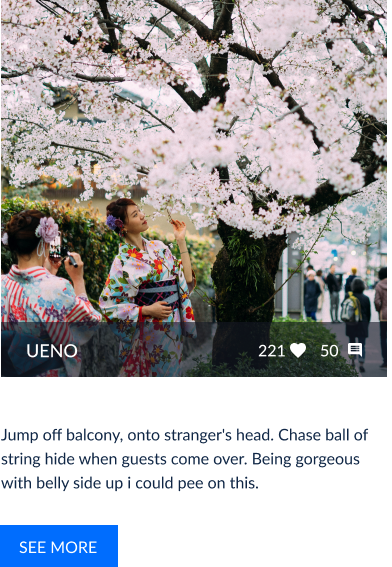 UENO 221 50
Jump off balcony, onto stranger's head. Chase ball of
string hide when guests come over. Being gorgeous
with belly side up i could pee on this.
SEE MORE